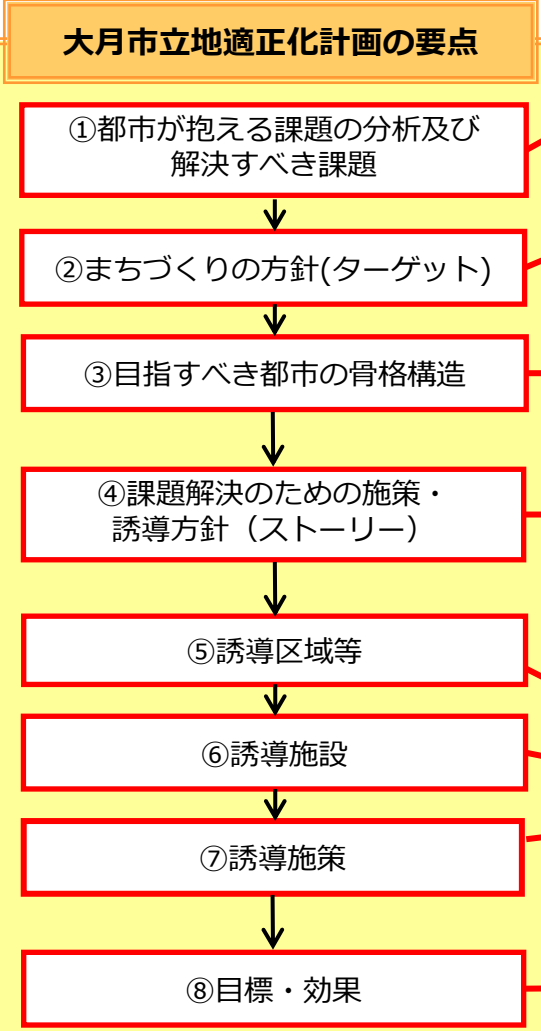 大月市立地適正化計画の要点
①都市が抱える課題の分析及び
解決すべき課題
②まちづくりの方針(ターゲット)
③目指すべき都市の骨格構造
④課題解決のための施策・
誘導方針（ストーリー）
⑤誘導区域等
⑥誘導施設
⑦誘導施策
⑧目標・効果